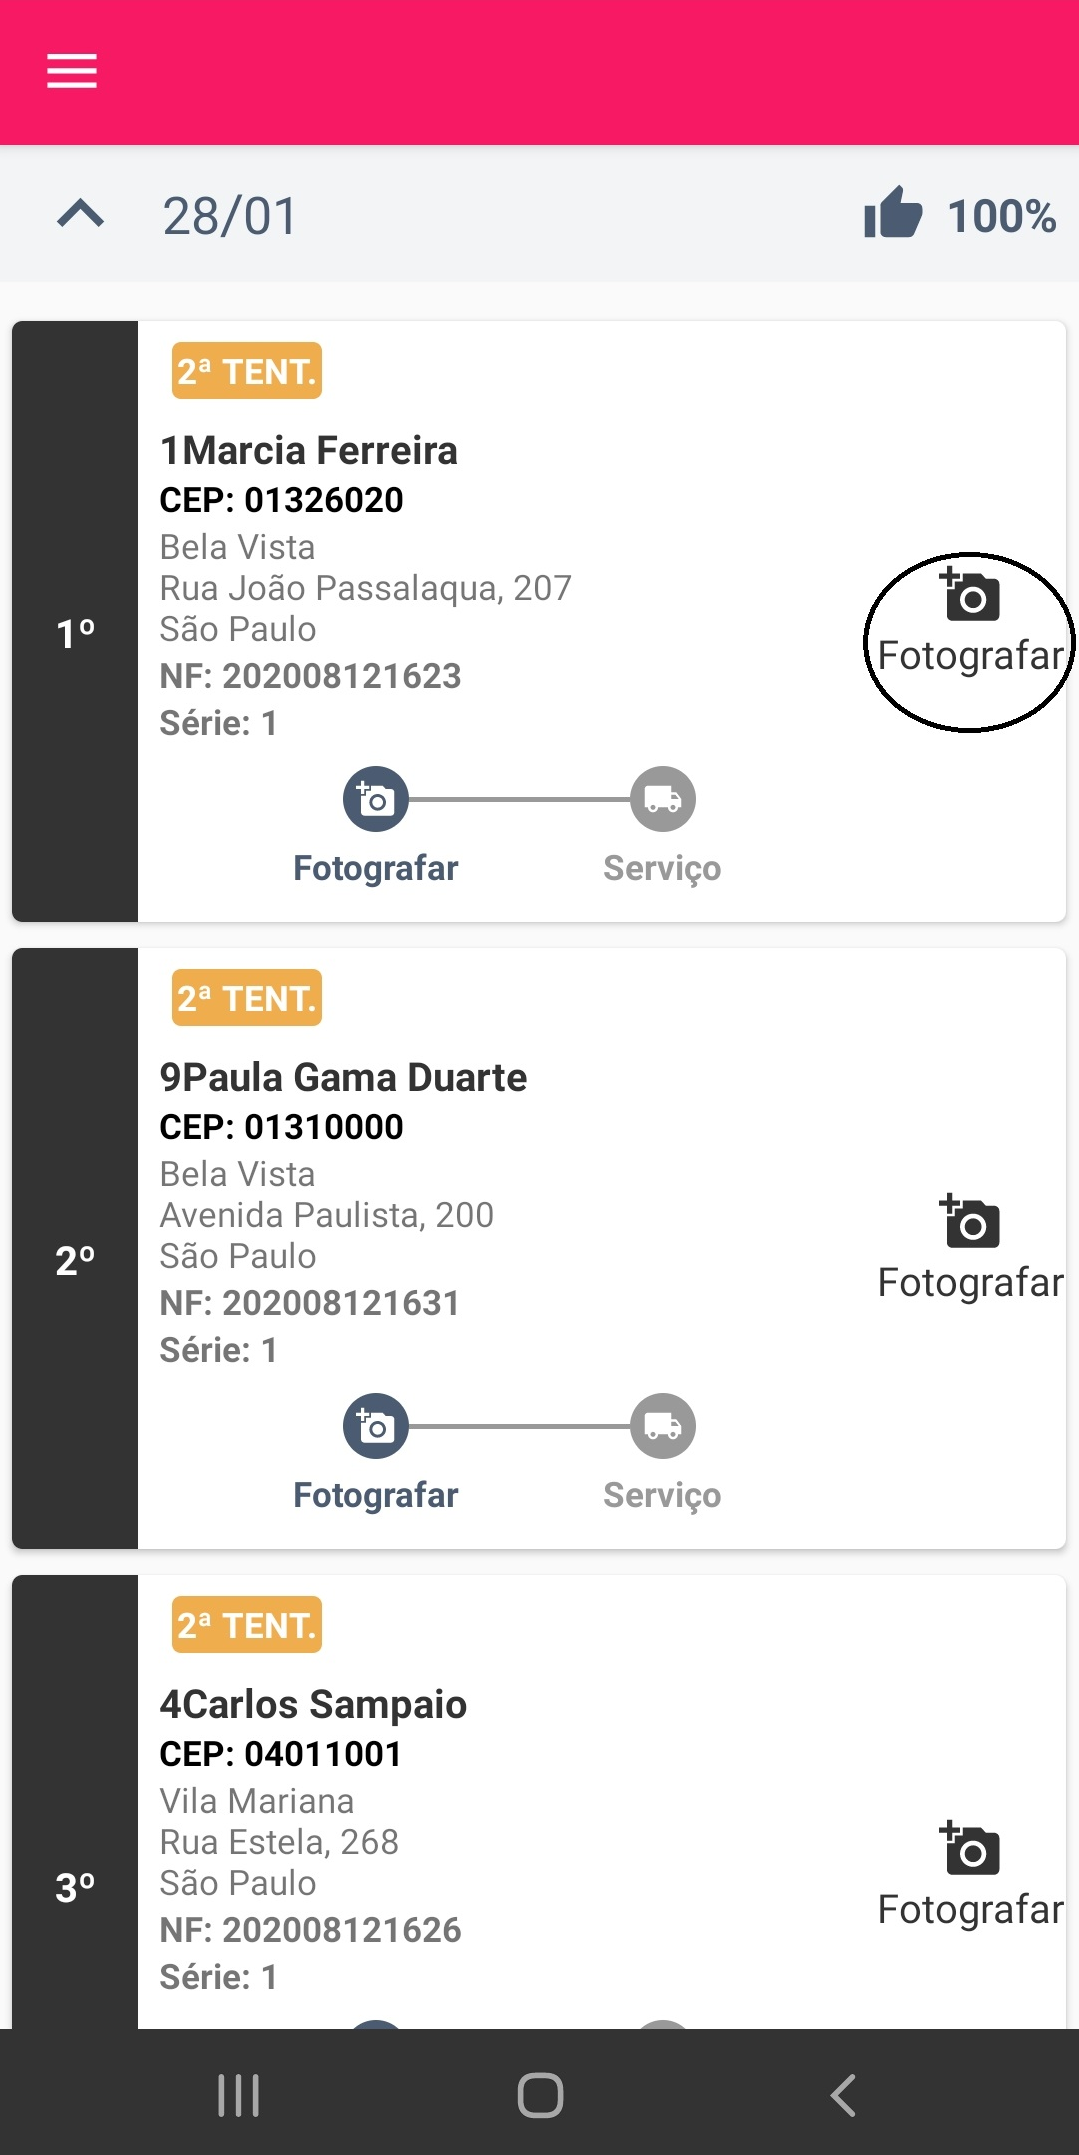 28/01
100%
2ª TENT.
1Marcia Ferreira
CEP: 01326020
Bela Vista
Rua João Passalaqua, 207
São Paulo
NF: 202008121623
Série: 1
1º
Fotografar
Fotografar
Serviço
2ª TENT.
9Paula Gama Duarte
CEP: 01310000
Bela Vista
Avenida Paulista, 200
São Paulo
NF: 202008121631
Série: 1
2º
Fotografar
Fotografar
Serviço
2ª TENT.
4Carlos Sampaio
CEP: 04011001
Vila Mariana
Rua Estela, 268
São Paulo
NF: 202008121626
Série: 1
3º
Fotografar